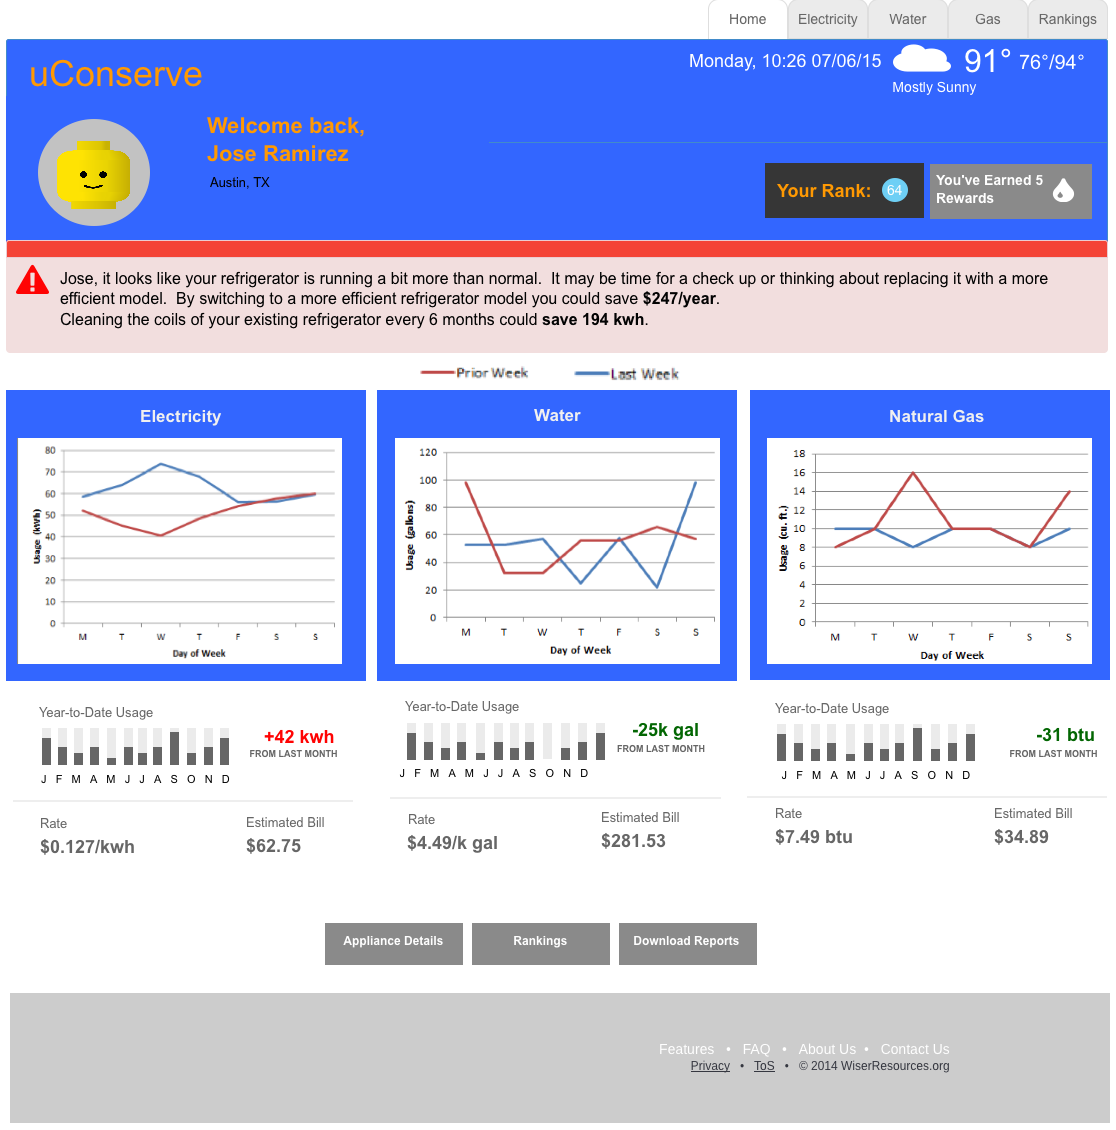 Home Electricity Water Gas Rankings
uConserve
Monday, 10:26 07/06/15 91° 76°/94°
Mostly Sunny
Welcome back,
Jose Ramirez
Austin, TX
Your Rank: 64
You've Earned 5
Rewards
Jose, it looks like your refrigerator is running a bit more than normal. It may be time for a check up or thinking about replacing it with a more
efficient model. By switching to a more efficient refrigerator model you could save $247/year.
Cleaning the coils of your existing refrigerator every 6 months could save 194 kwh.
Prior Week Last Week
Electricity
80
70
60
50
40
30
20
10
0
Usage (kWh)
M T W T F S S
Day of Week
Water
120
100
80
60
40
20
0
Usage (gallons)
M T W T F S S
Day of Week
Natural Gas
18
16
14
12
10
8
6
4
2
0
Usage (cu. ft.)
M T W T F S S
Day of Week
Year-to-Date Usage
+42 kwh
FROM LAST MONTH
J F M A M J J A S O N D
Rate
$0.127/kwh
Estimated Bill
$62.75
Year-to-Date Usage
-25k gal
FROM LAST MONTH
J F M A M J J A S O N D
Rate
$4.49/k gal
Estimated Bill
$281.53
Year-to-Date Usage
-31 btu
FROM LAST MONTH
J F M A M J J A S O N D
Rate
$7.49 btu
Estimated Bill
$34.89
Appliance Details Rankings Download Reports
Features • FAQ • About Us • Contact Us
Privacy • ToS • © 2014 WiserResources.org